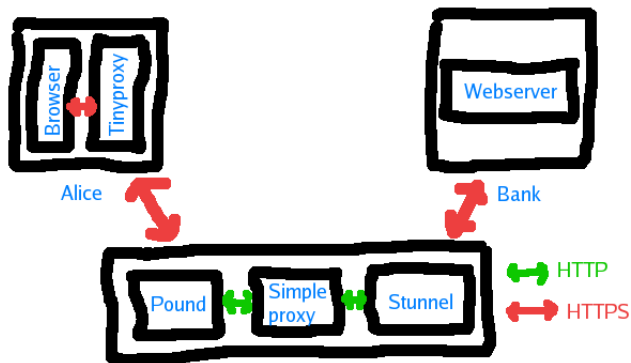 Browser
Tinyproxy
Webserver
Alice
Bank
Pound
Simple
proxy
Stunnel
HTTP
HTTPS